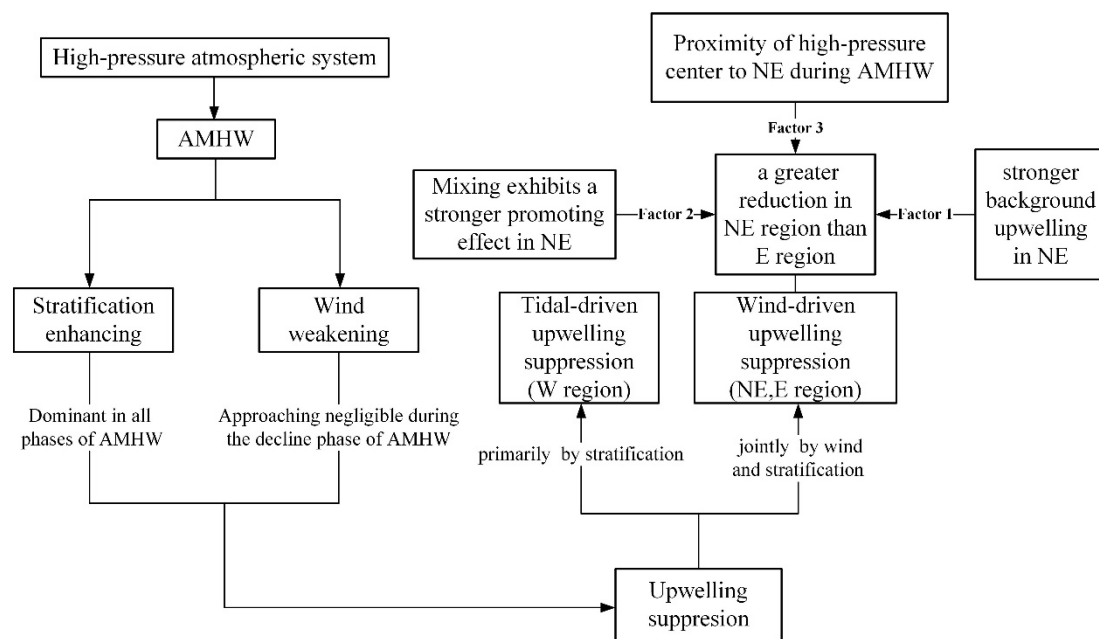 High-pressure atmospheric system
AMHW
Stratification
enhancing
Wind
weakening
Dominant in all
phases of AMHW
Approaching negligible during
the decline phase of AMHW
Proximity of high-pressure
center to NE during AMHW
Factor 3
Mixing exhibits a
stronger promoting
effect in NE
Factor 2
a greater
reduction in
NE region than
E region
Factor 1
stronger
background
upwelling
in NE
Tidal-driven
upwelling
suppression
(W region)
Wind-driven
upwelling
suppression
(NE,E region)
primarily by stratification
jointly by wind
and stratification
Upwelling
suppresion